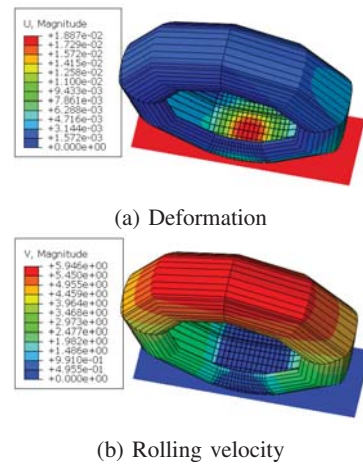 U, Magnitude
+1.887e-02
+1.729e-02
+1.572e-02
+1.415e-02
+1.258e-02
+1.100e-02
+9.433e-03
+7.861e-03
+6.288e-03
+4.716e-03
+3.144e-03
+1.572e-03
+0.000e+00
(a) Deformation
V, Magnitude
+5.946e+00
+5.450e+00
+4.955e+00
+4.459e+00
+3.964e+00
+3.468e+00
+2.973e+00
+2.477e+00
+1.982e+00
+1.486e+00
+9.910e-01
+4.955e-01
+0.000e+00
(b) Rolling velocity